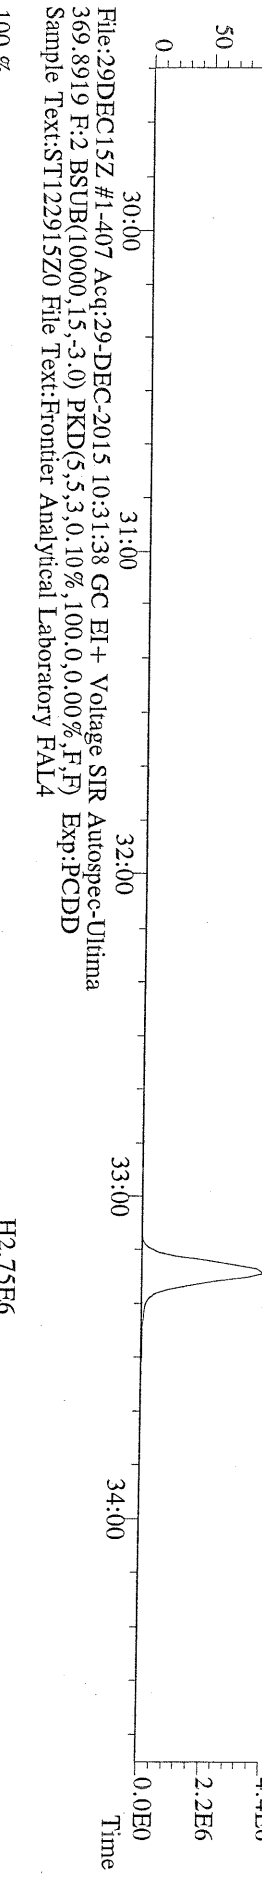 50
0
4.4E6
2.2E6
0.0E0
30:00
31:00
32:00
33:00
34:00
Time
File:29DEC15Z #1-407 Acq:29-DEC-2015 10:31:38 GC EI+ Voltage SIR Autospec-Ultima
369.8919 F:2 BSUB(10000,15,-3.0) PKD(5,5,3,0.10%,100.0,0.00%,F,F) Exp:PCDD
Sample Text:ST122915Z0 File Text:Frontier Analytical Laboratory FAL4
100 %
H2.75E6